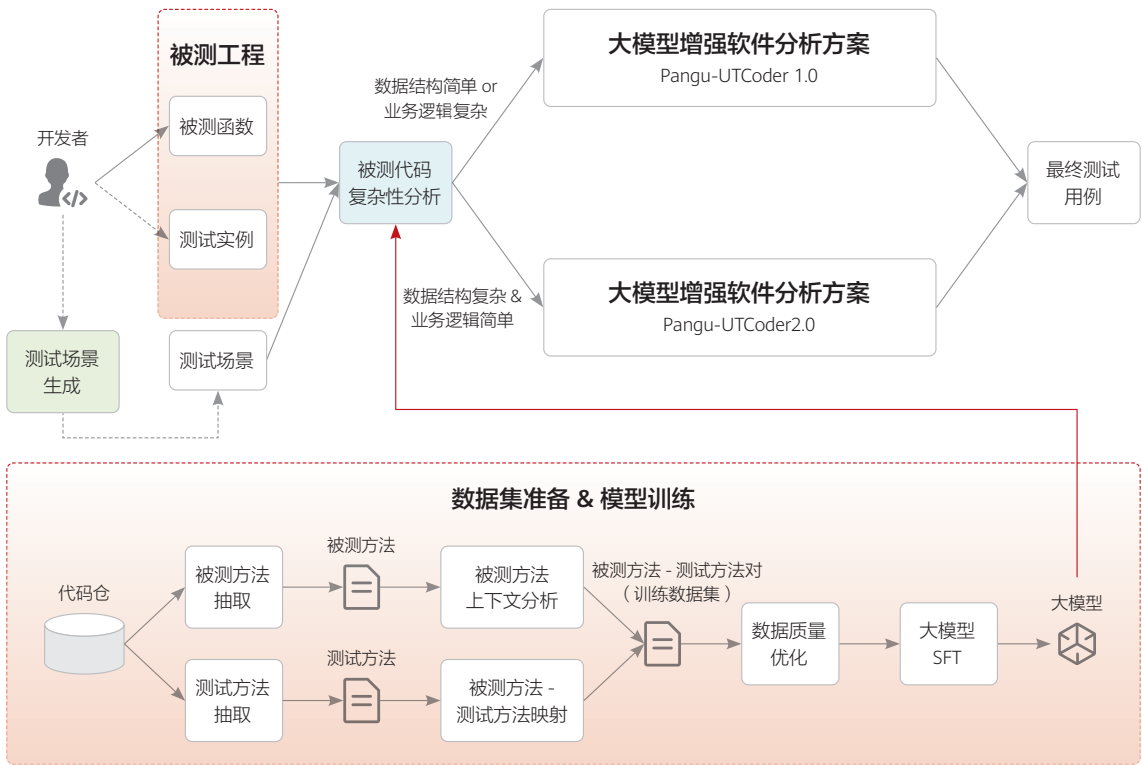 被测工程
大模型增强软件分析方案
Pangu-UTCoder 1.0
数据结构简单 or
业务逻辑复杂
被测函数
开发者
被测代码
复杂性分析
最终测试
用例
测试实例
数据结构复杂 &
业务逻辑简单
大模型增强软件分析方案
Pangu-UTCoder2.0
测试场景
生成
测试场景
数据集准备 & 模型训练
代码仓
被测方法
抽取
被测方法
被测方法
上下文分析
被测方法 - 测试方法对
（ 训练数据集 ）
数据质量
优化
大模型
SFT
大模型
测试方法
抽取
测试方法
被测方法 -
测试方法映射